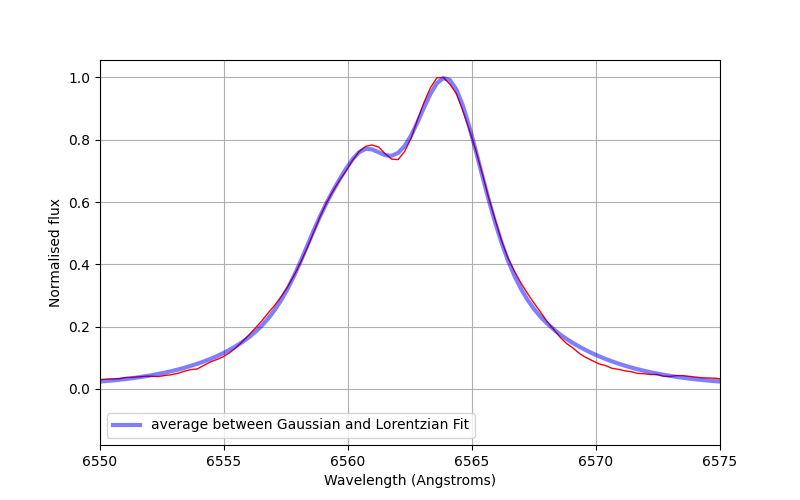 1.0
0.8
0.6
0.4
0.2
0.0
Normalised flux
average between Gaussian and Lorentzian Fit
6550 6555 6560 6565 6570 6575
Wavelength (Angstroms)